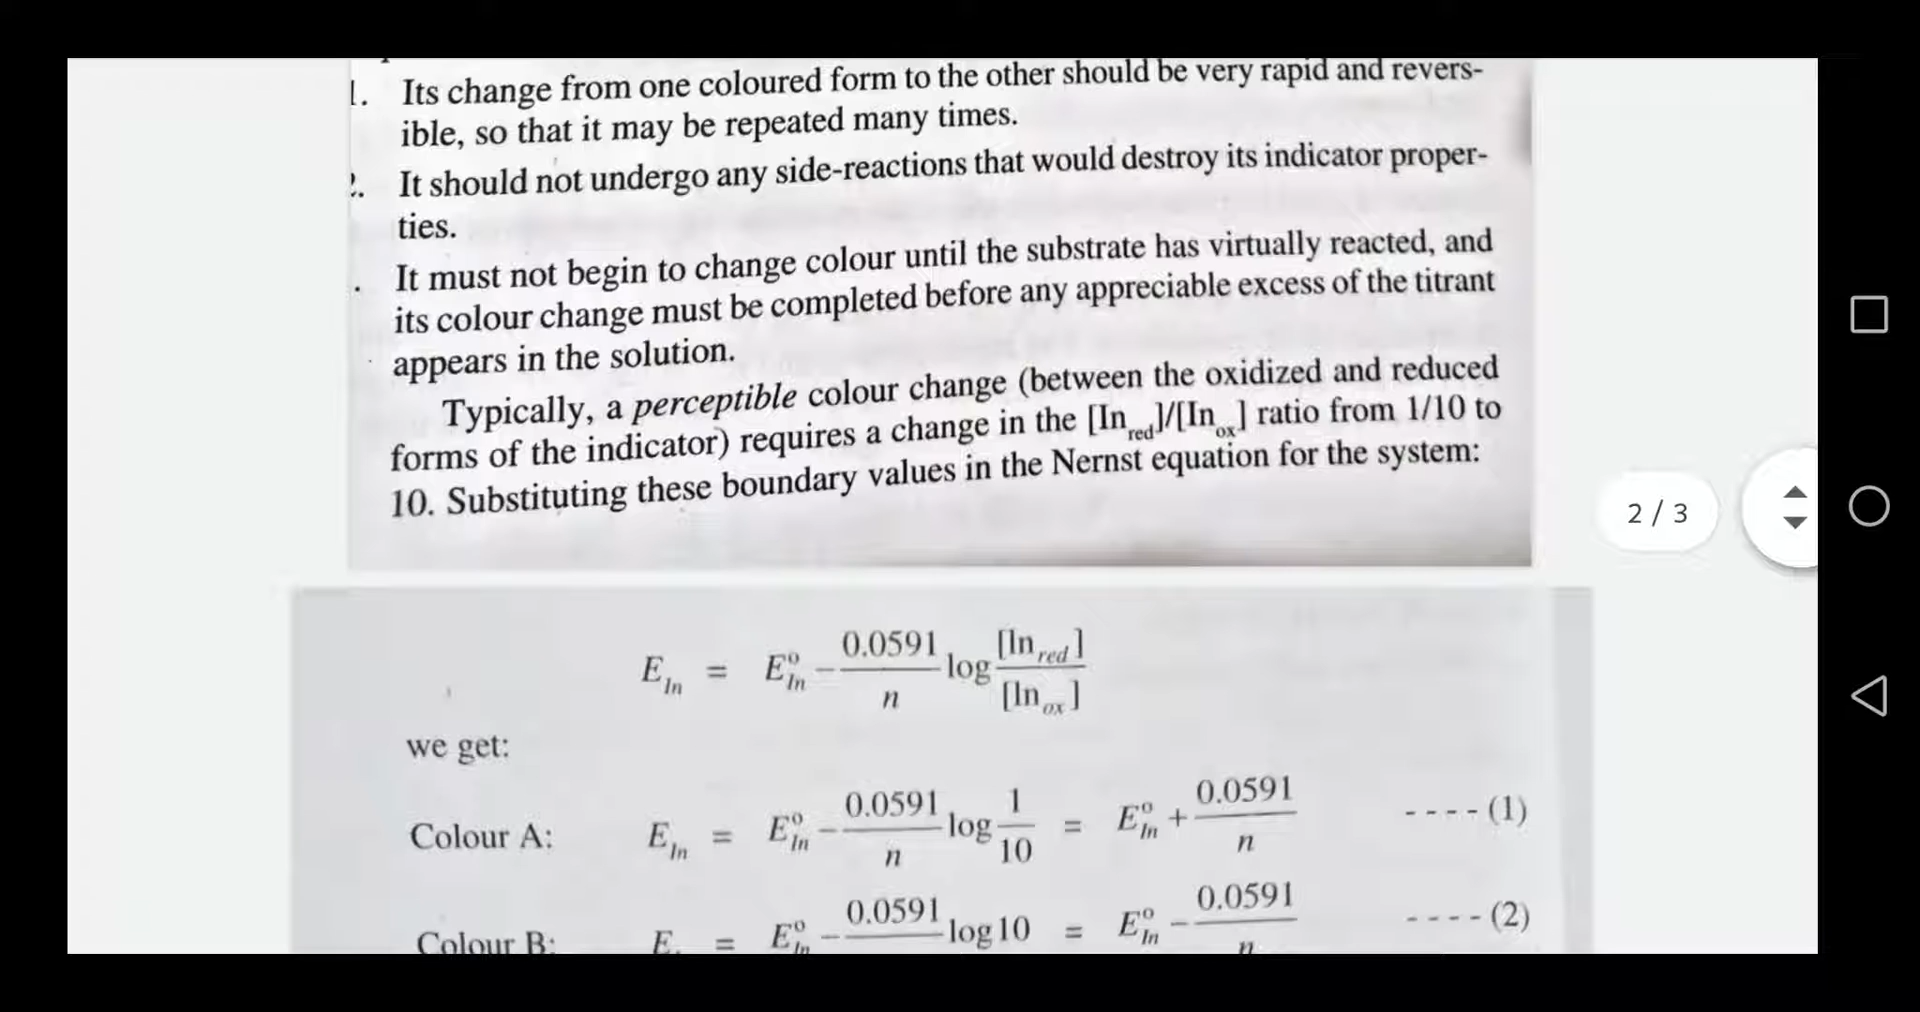 1. Its change from one coloured form to the other should be very rapid and revers-
ible, so that it may be repeated many times.
2. It should not undergo any side-reactions that would destroy its indicator proper-
ties.
. It must not begin to change colour until the substrate has virtually reacted, and
its colour change must be completed before any appreciable excess of the titrant
appears in the solution.
Typically, a perceptible colour change (between the oxidized and reduced
forms of the indicator) requires a change in the [In_red]/[In_ox] ratio from 1/10 to
10. Substituting these boundary values in the Nernst equation for the system:
2 / 3
E_In = E°_In − 0.0591/n log [In_red]/[In_ox]
we get:
Colour A: E_In = E°_In − 0.0591/n log 1/10 = E°_In + 0.0591/n ---- (1)
Colour B: E = E°_In − 0.0591 log 10 = E°_In − 0.0591/n ---- (2)